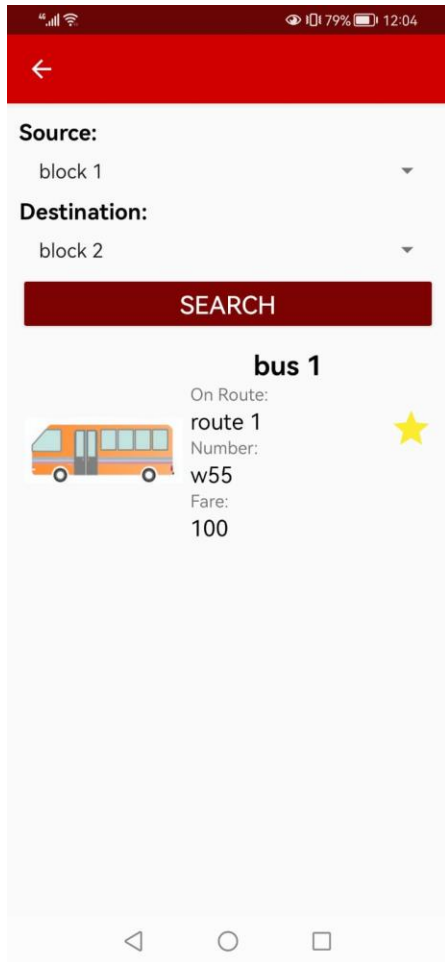 79% 12:04
Source:
block 1
Destination:
block 2
SEARCH
bus 1
On Route:
route 1
Number:
w55
Fare:
100